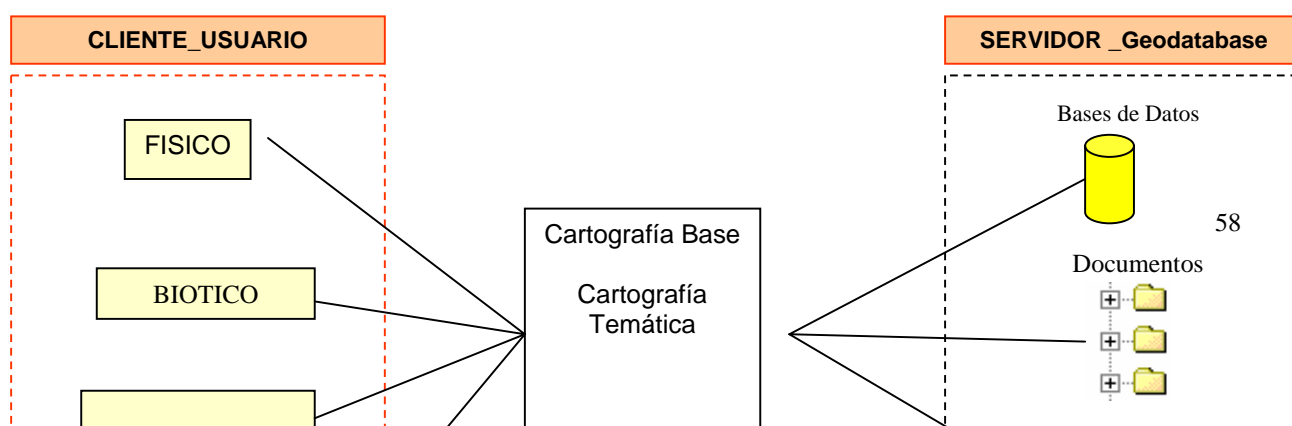 CLIENTE_USUARIO
SERVIDOR _Geodatabase
Bases de Datos
FISICO
58
Cartografía Base
Documentos
BIOTICO
Cartografía
Temática